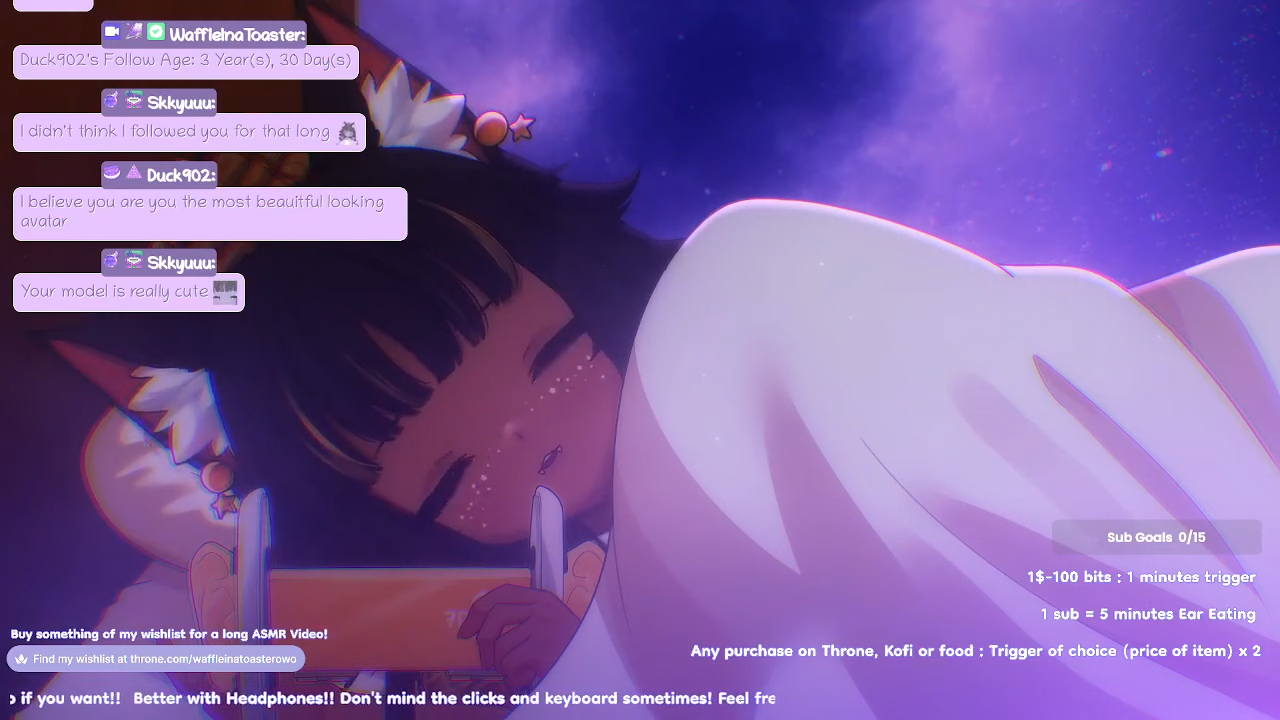 WaffleInaToaster:
Duck902's Follow Age: 3 Year(s), 30 Day(s)
Skkyuuu:
I didn't think I followed you for that long
Duck902:
I believe you are you the most beauitful looking
avatar
Skkyuuu:
Your model is really cute
Sub Goals 0/15
1$-100 bits : 1 minutes trigger
1 sub = 5 minutes Ear Eating
Any purchase on Throne, Kofi or food : Trigger of choice (price of item) x 2
Buy something of my wishlist for a long ASMR Video!
Find my wishlist at throne.com/waffleinatoasterowo
if you want!! Better with Headphones!! Don't mind the clicks and keyboard sometimes! Feel fre